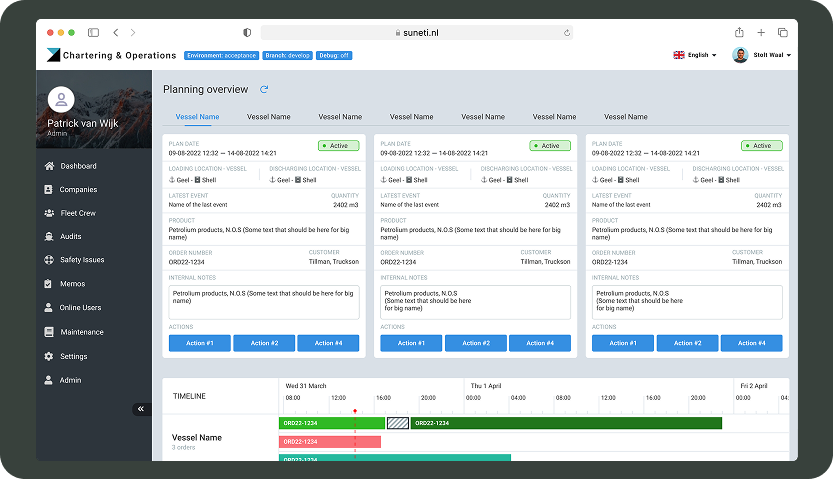 suneti.nl
Chartering & Operations
Environment: acceptance
Branch: develop
Debug: off
English
Stolt Waal
Patrick van Wijk
Admin
Dashboard
Companies
Fleet Crew
Audits
Safety Issues
Memos
Online Users
Maintenance
Settings
Admin
Planning overview
Vessel Name Vessel Name Vessel Name Vessel Name Vessel Name Vessel Name Vessel Name
PLAN DATE
Active
09-08-2022 12:32 — 14-08-2022 14:21
LOADING LOCATION - VESSEL DISCHARGING LOCATION - VESSEL
Geel - Shell Geel - Shell
LATEST EVENT QUANTITY
Name of the last event 2402 m3
PRODUCT
Petrolium products, N.O.S (Some text that should be here for big
name)
ORDER NUMBER CUSTOMER
ORD22-1234 Tillman, Truckson
INTERNAL NOTES
Petrolium products, N.O.S (Some text that should be here for big
name)
ACTIONS
Action #1 Action #2 Action #4
PLAN DATE
Active
09-08-2022 12:32 — 14-08-2022 14:21
LOADING LOCATION - VESSEL DISCHARGING LOCATION - VESSEL
Geel - Shell Geel - Shell
LATEST EVENT QUANTITY
Name of the last event 2402 m3
PRODUCT
Petrolium products, N.O.S (Some text that should be here for big
name)
ORDER NUMBER CUSTOMER
ORD22-1234 Tillman, Truckson
INTERNAL NOTES
Petrolium products, N.O.S
(Some text that should be here
for big name)
ACTIONS
Action #1 Action #2 Action #4
PLAN DATE
Active
09-08-2022 12:32 — 14-08-2022 14:21
LOADING LOCATION - VESSEL DISCHARGING LOCATION - VESSEL
Geel - Shell Geel - Shell
LATEST EVENT QUANTITY
Name of the last event 2402 m3
PRODUCT
Petrolium products, N.O.S (Some text that should be here for big
name)
ORDER NUMBER CUSTOMER
ORD22-1234 Tillman, Truckson
INTERNAL NOTES
Petrolium products, N.O.S
(Some text that should be here
for big name)
ACTIONS
Action #1 Action #2 Action #4
TIMELINE
Wed 31 March Thu 1 April Fri 2 April
08:00 12:00 16:00 20:00 00:00 04:00 08:00 12:00 16:00 20:00 00:00
Vessel Name
3 orders
ORD22-1234 ORD22-1234
ORD22-1234
ORD22-1234